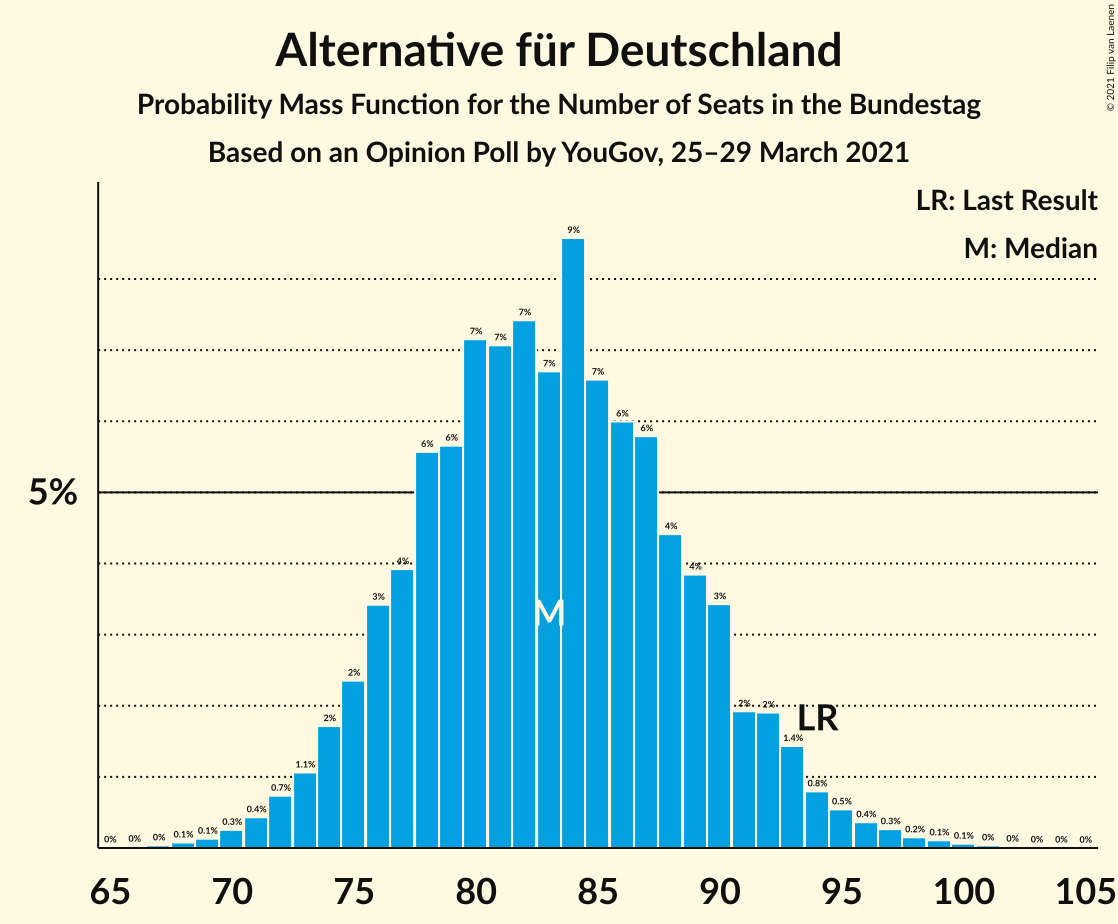 Alternative für Deutschland
Probability Mass Function for the Number of Seats in the Bundestag
Based on an Opinion Poll by YouGov, 25–29 March 2021
© 2021 Filip van Laenen
LR: Last Result
M: Median
5%
0% 0% 0% 0.1% 0.1% 0.3% 0.4% 0.7% 1.1% 2% 2% 3% 4% 6% 6% 7% 7% 7% 7% 9% 7% 6% 6% 4% 4% 3% 2% 2% 1.4% 0.8% 0.5% 0.4% 0.3% 0.2% 0.1% 0.1% 0% 0% 0% 0% 0%
M
LR
65 70 75 80 85 90 95 100 105